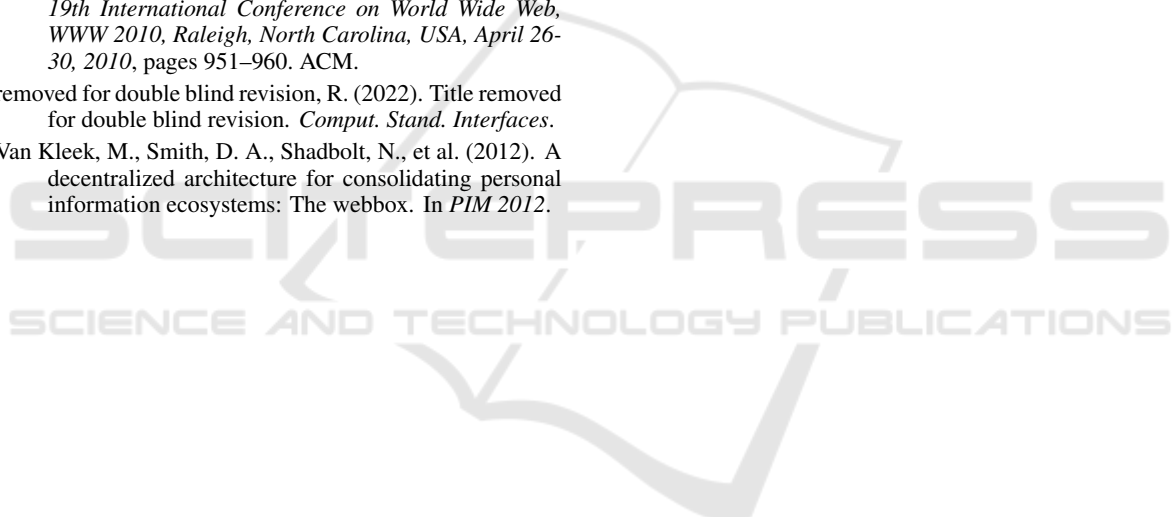 19th International Conference on World Wide Web,
WWW 2010, Raleigh, North Carolina, USA, April 26-
30, 2010, pages 951–960. ACM.
removed for double blind revision, R. (2022). Title removed
for double blind revision. Comput. Stand. Interfaces.
Van Kleek, M., Smith, D. A., Shadbolt, N., et al. (2012). A
decentralized architecture for consolidating personal
information ecosystems: The webbox. In PIM 2012.
SCITEPRESS
SCIENCE AND TECHNOLOGY PUBLICATIONS